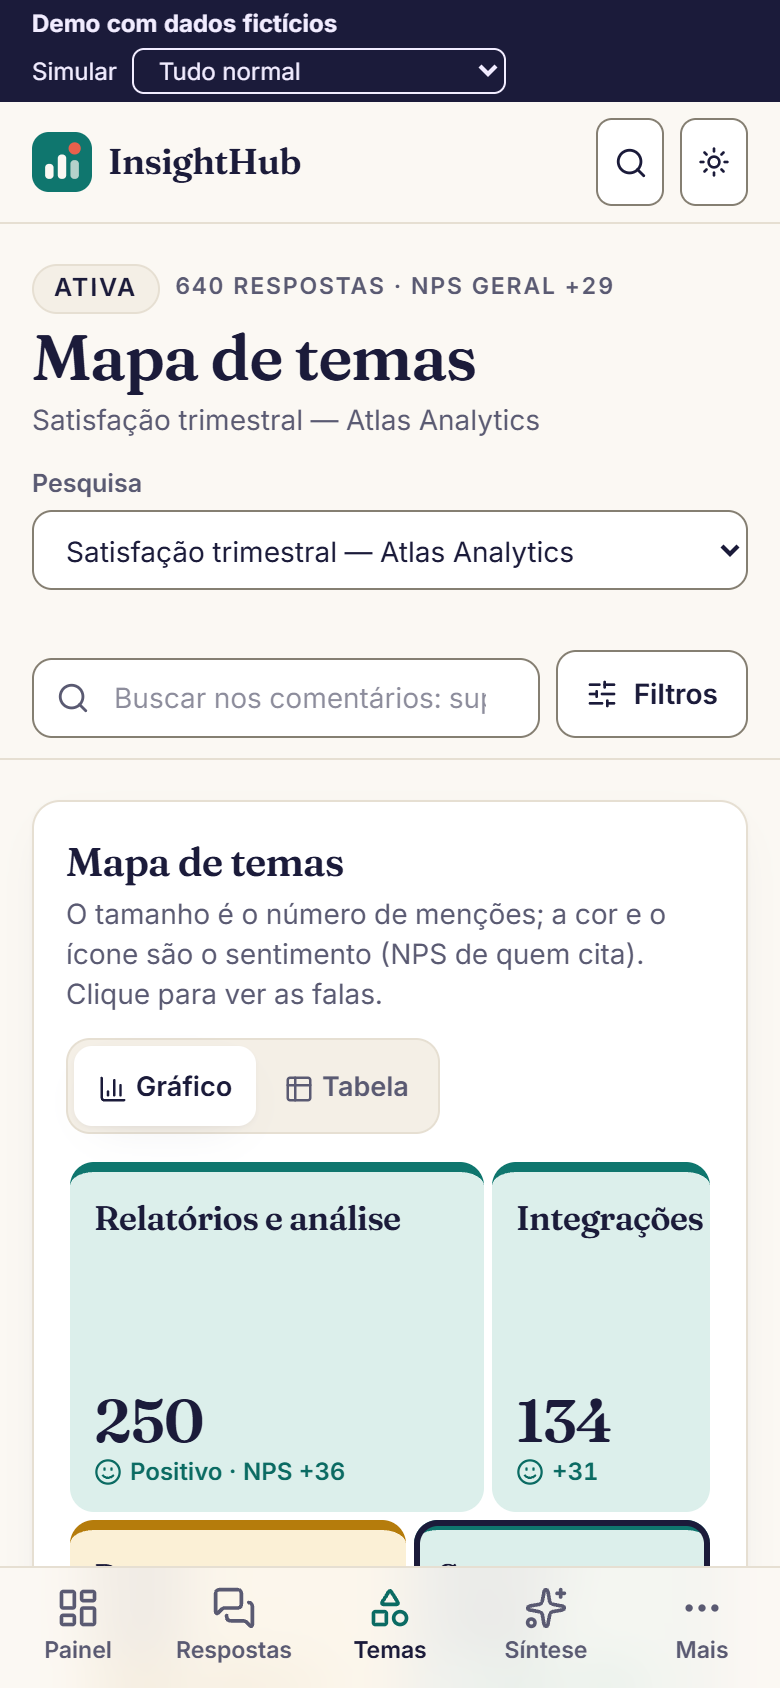 Demo com dados fictícios
Simular Tudo normal
InsightHub
ATIVA 640 RESPOSTAS · NPS GERAL +29
Mapa de temas
Satisfação trimestral — Atlas Analytics
Pesquisa
Satisfação trimestral — Atlas Analytics
Buscar nos comentários: sup
Filtros
Mapa de temas
O tamanho é o número de menções; a cor e o
ícone são o sentimento (NPS de quem cita).
Clique para ver as falas.
Gráfico Tabela
Relatórios e análise
250
Positivo · NPS +36
Integrações
134
+31
Painel Respostas Temas Síntese Mais